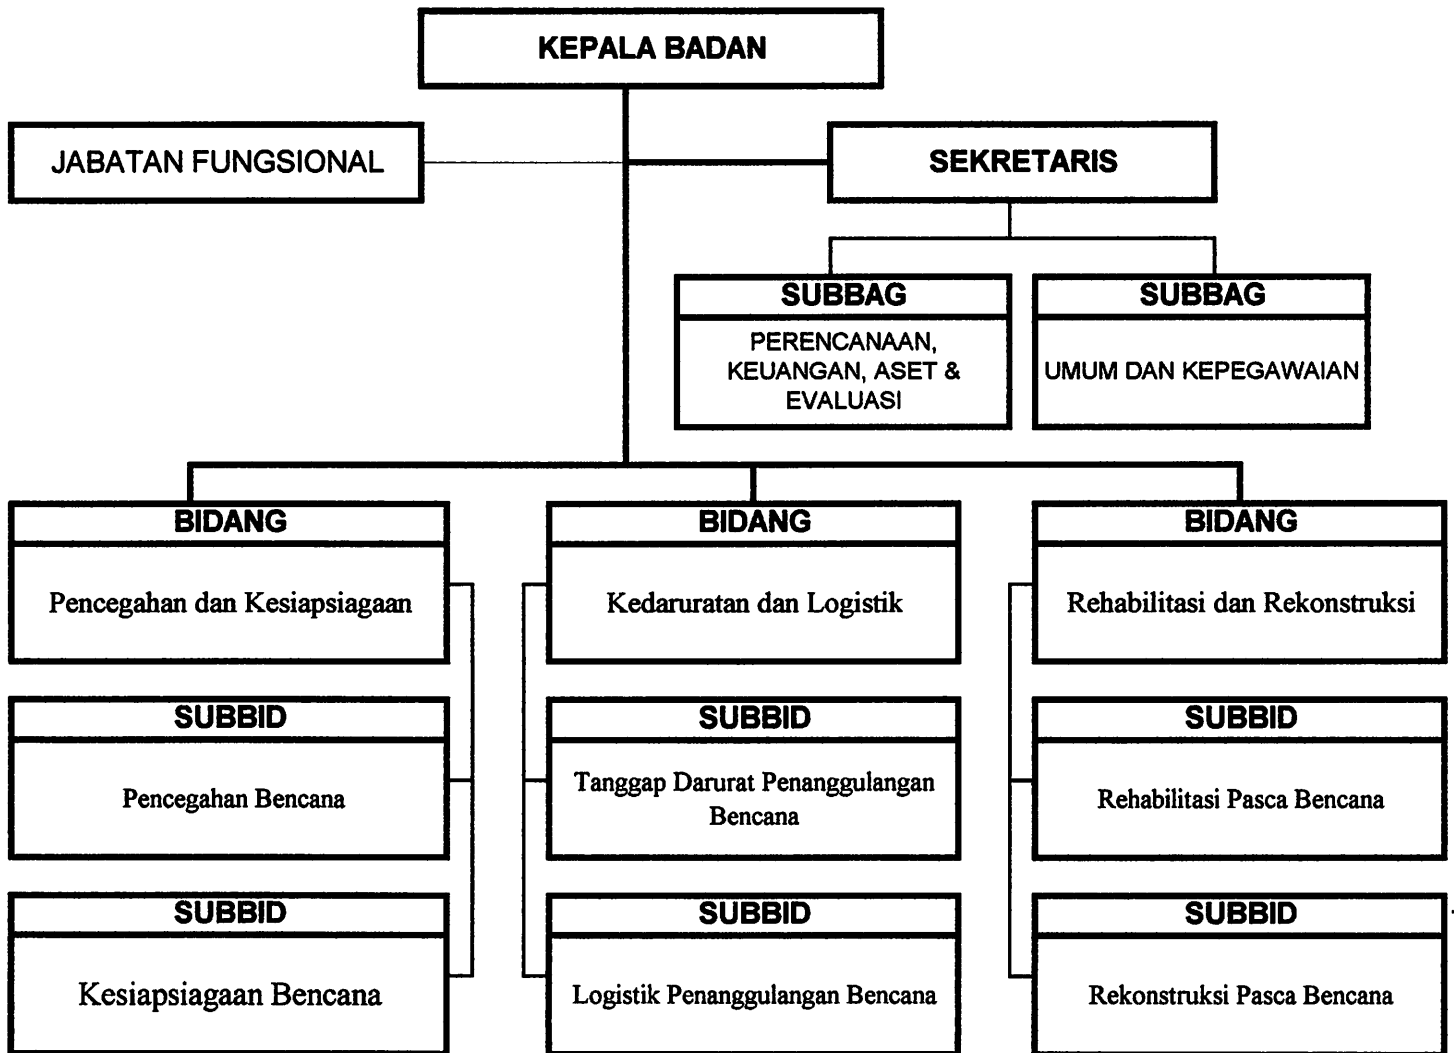 KEPALA BADAN
JABATAN FUNGSIONAL
SEKRETARIS
SUBBAG
PERENCANAAN,
KEUANGAN, ASET &
EVALUASI
SUBBAG
UMUM DAN KEPEGAWAIAN
BIDANG
Pencegahan dan Kesiapsiagaan
BIDANG
Kedaruratan dan Logistik
BIDANG
Rehabilitasi dan Rekonstruksi
SUBBID
Pencegahan Bencana
SUBBID
Tanggap Darurat Penanggulangan
Bencana
SUBBID
Rehabilitasi Pasca Bencana
SUBBID
Kesiapsiagaan Bencana
SUBBID
Logistik Penanggulangan Bencana
SUBBID
Rekonstruksi Pasca Bencana